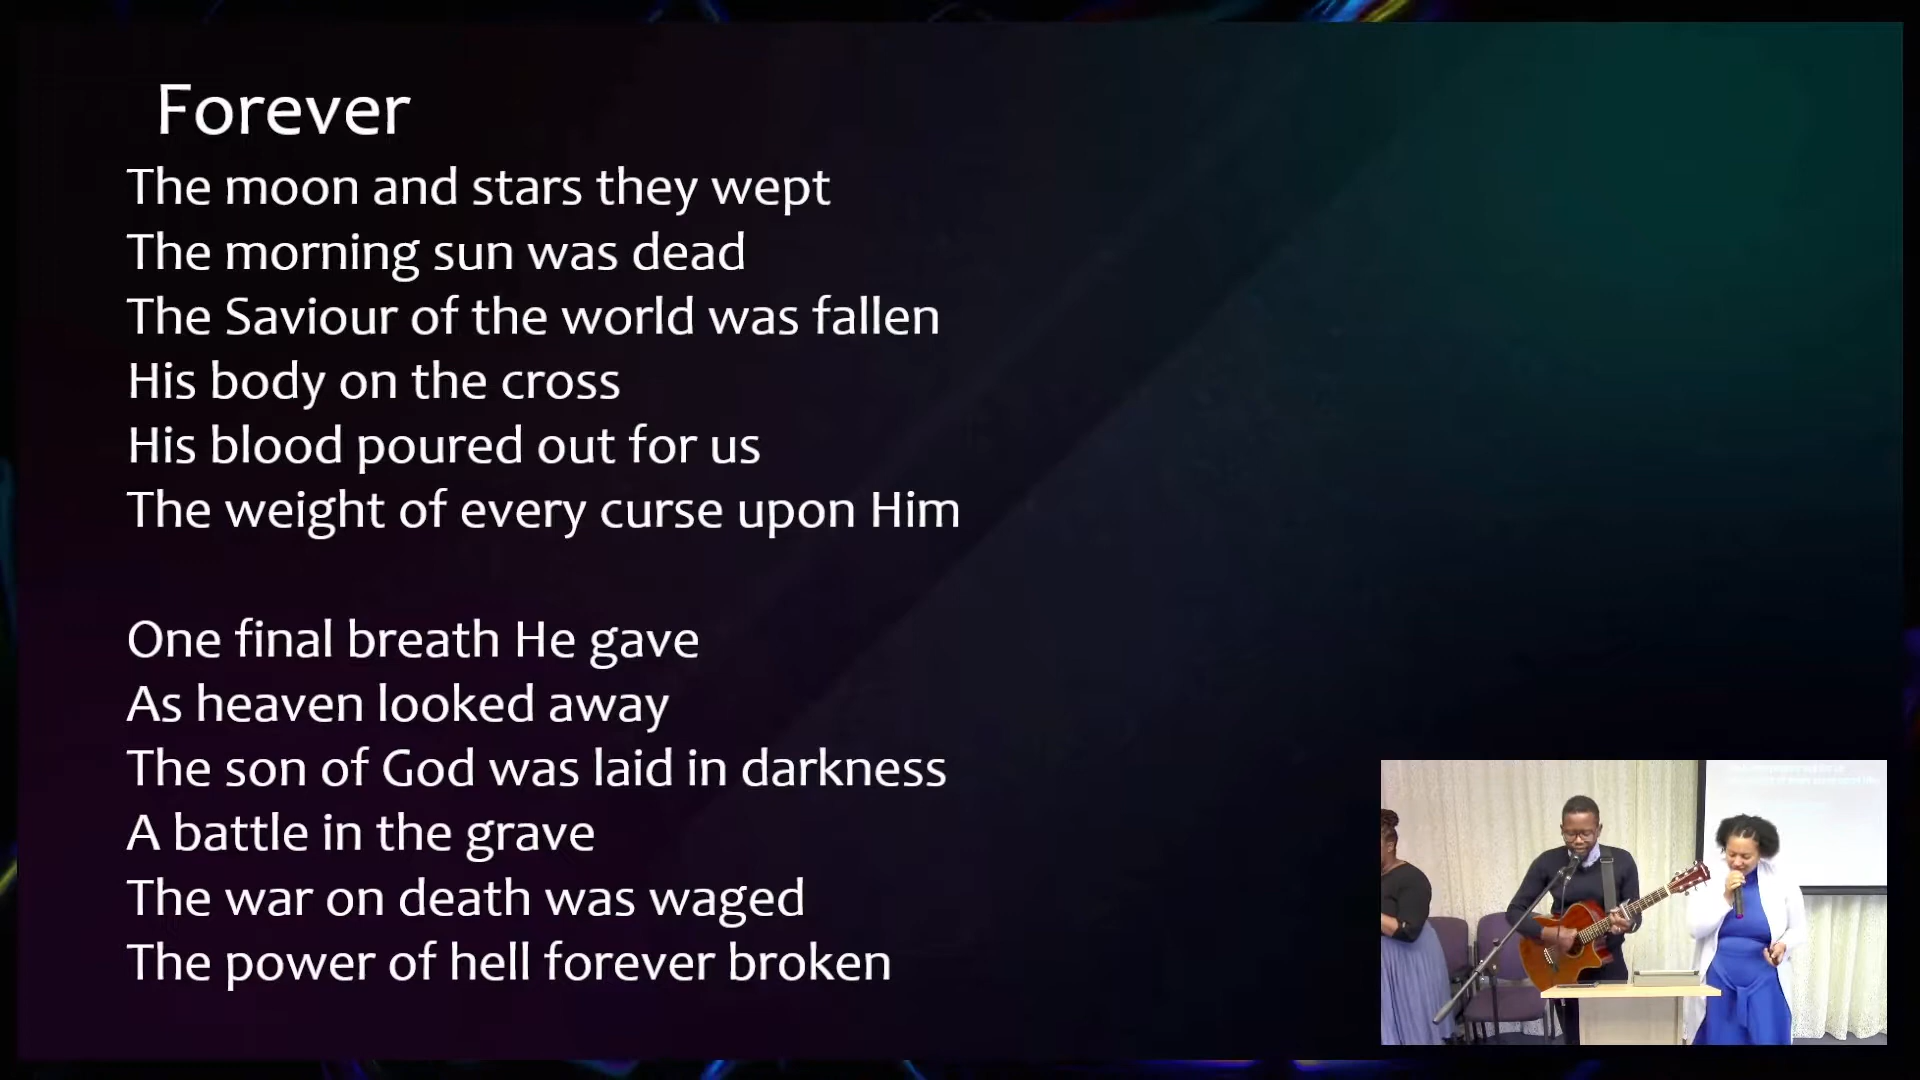 Forever
The moon and stars they wept
The morning sun was dead
The Saviour of the world was fallen
His body on the cross
His blood poured out for us
The weight of every curse upon Him
One final breath He gave
As heaven looked away
The son of God was laid in darkness
A battle in the grave
The war on death was waged
The power of hell forever broken